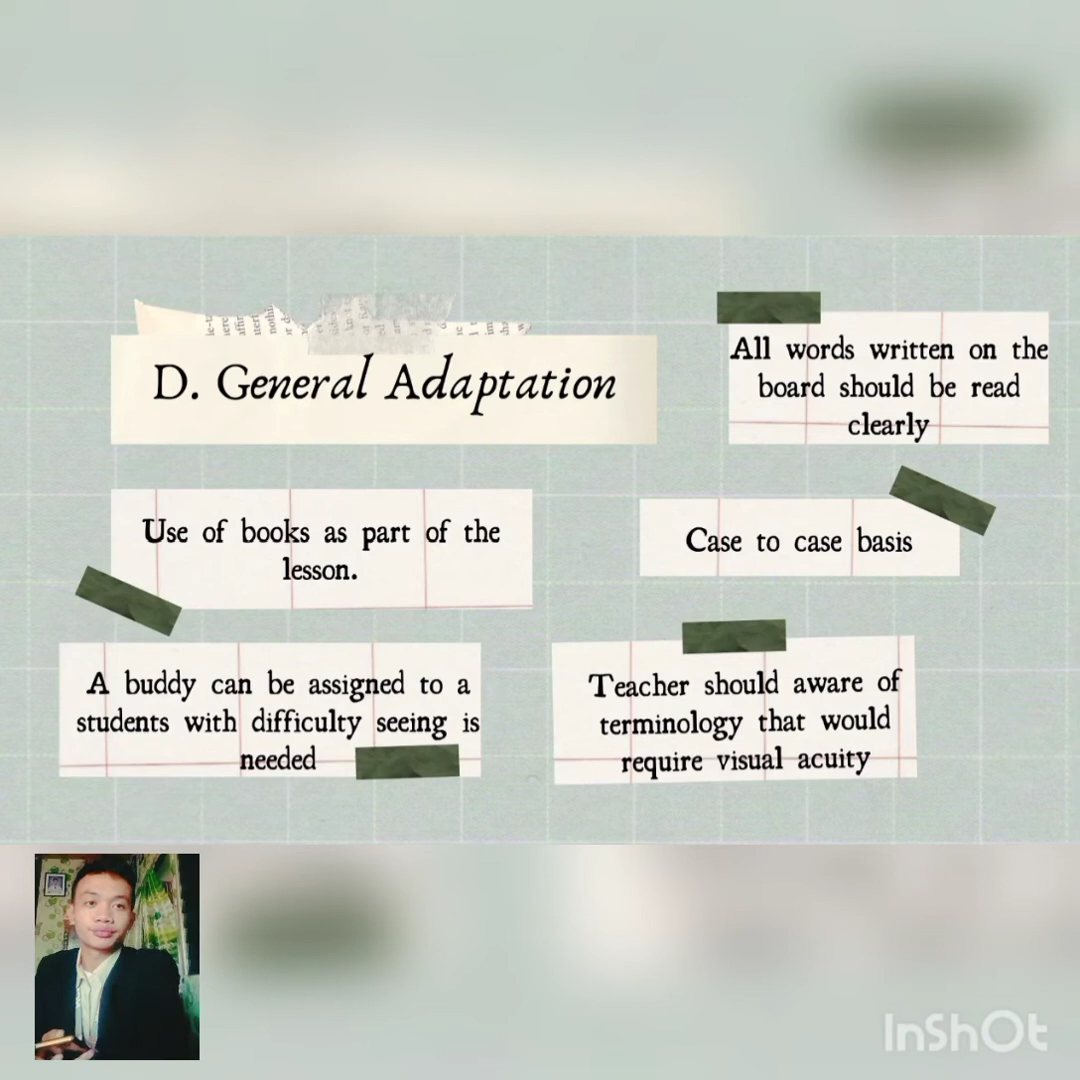 D. General Adaptation
All words written on the
board should be read
clearly
Use of books as part of the
lesson.
Case to case basis
A buddy can be assigned to a
students with difficulty seeing is
needed
Teacher should aware of
terminology that would
require visual acuity
InShOt